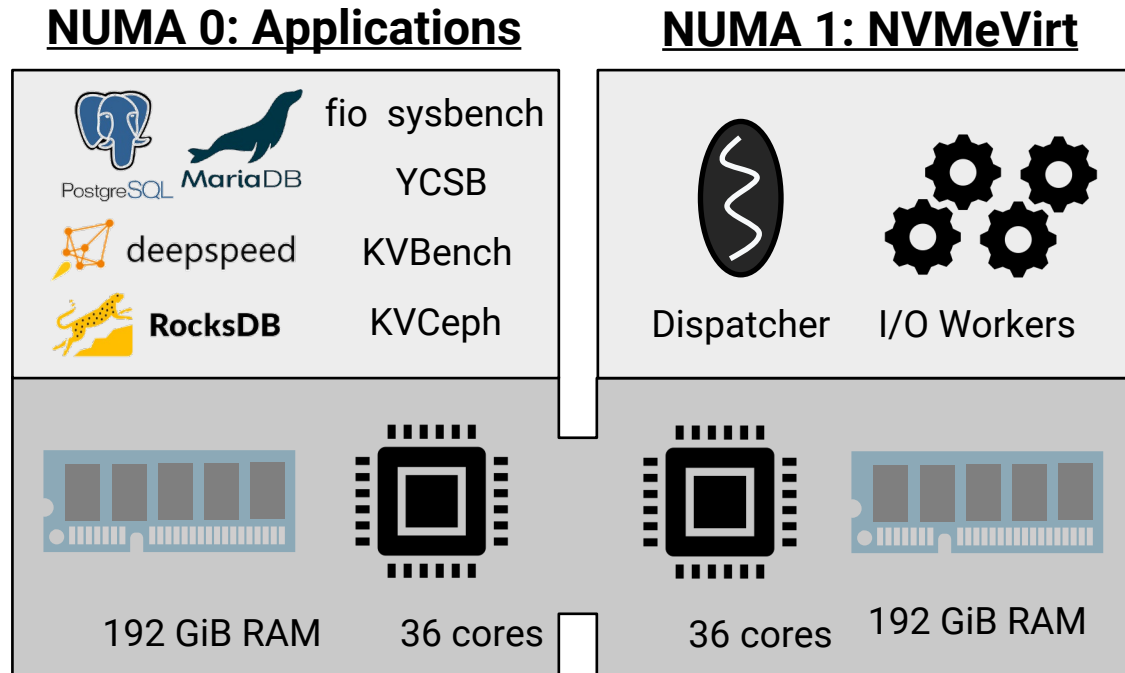 NUMA 0: Applications
NUMA 1: NVMeVirt
PostgreSQL
MariaDB
fio sysbench
YCSB
deepspeed
KVBench
RocksDB
KVCeph
Dispatcher
I/O Workers
192 GiB RAM
36 cores
36 cores
192 GiB RAM